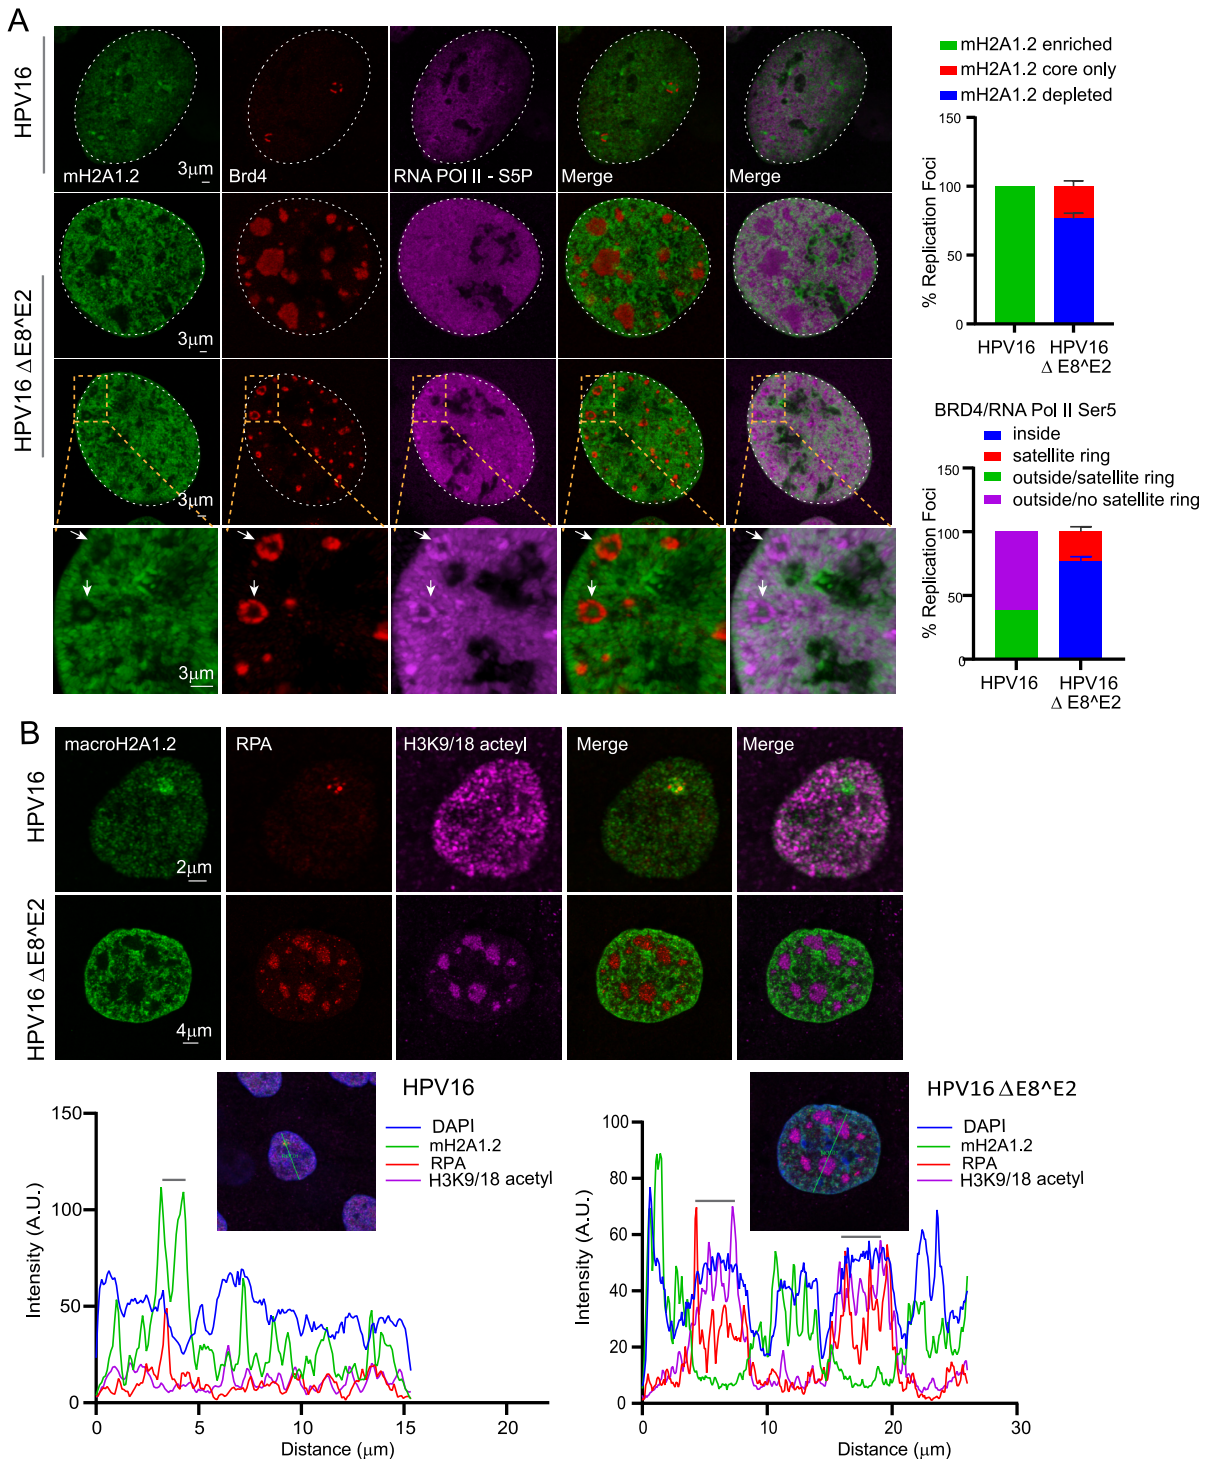 A
HPV16
mH2A1.2
3μm
Brd4
RNA POl II - S5P
Merge
Merge
HPV16 ΔE8^E2
3μm
3μm
3μm
mH2A1.2 enriched
mH2A1.2 core only
mH2A1.2 depleted
% Replication Foci
150
100
50
0
HPV16
HPV16
Δ E8^E2
BRD4/RNA Pol II Ser5
inside
satellite ring
outside/satellite ring
outside/no satellite ring
% Replication Foci
150
100
50
0
HPV16
HPV16
Δ E8^E2
B
HPV16
macroH2A1.2
RPA
H3K9/18 acteyl
Merge
Merge
2μm
HPV16 ΔE8^E2
4μm
HPV16
DAPI
mH2A1.2
RPA
H3K9/18 acetyl
Intensity (A.U.)
150
100
50
0
0
5
10
15
20
Distance (μm)
HPV16 ΔE8^E2
DAPI
mH2A1.2
RPA
H3K9/18 acetyl
Intensity (A.U.)
100
80
60
40
20
0
0
10
20
30
Distance (μm)